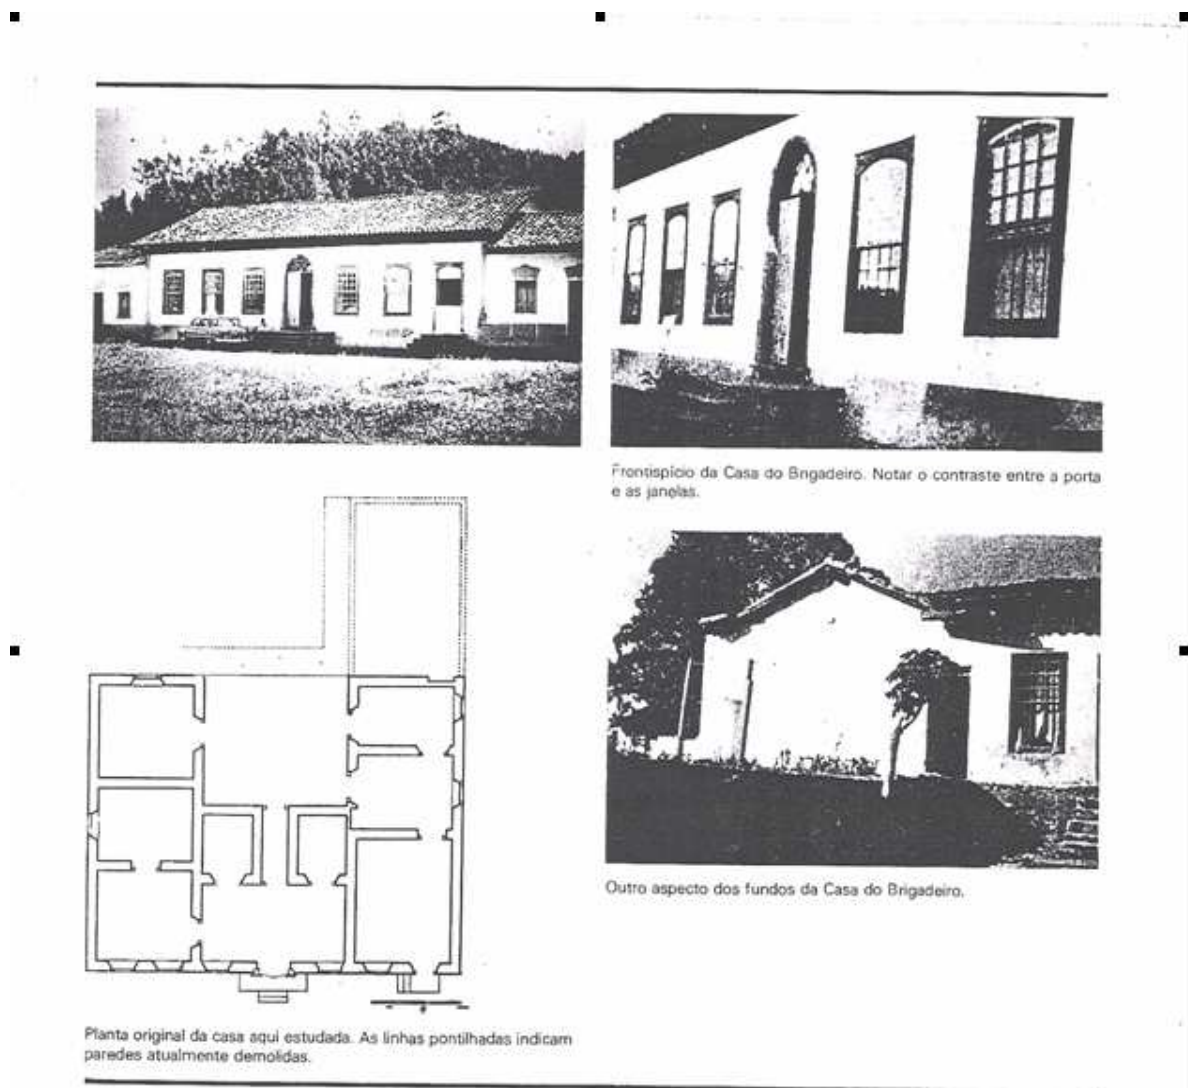 Frontispício da Casa do Brigadeiro. Notar o contraste entre a porta
e as janelas.
Outro aspecto dos fundos da Casa do Brigadeiro.
Planta original da casa aqui estudada. As linhas pontilhadas indicam
paredes atualmente demolidas.